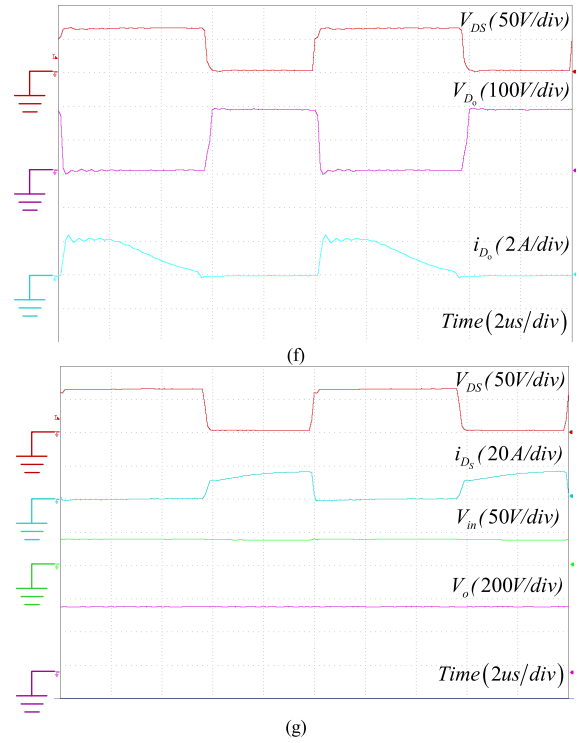 V_DS (50V/div)
V_Do (100V/div)
i_Do (2A/div)
Time (2us/div)
(f)
V_DS (50V/div)
i_DS (20A/div)
V_in (50V/div)
V_o (200V/div)
Time (2us/div)
(g)